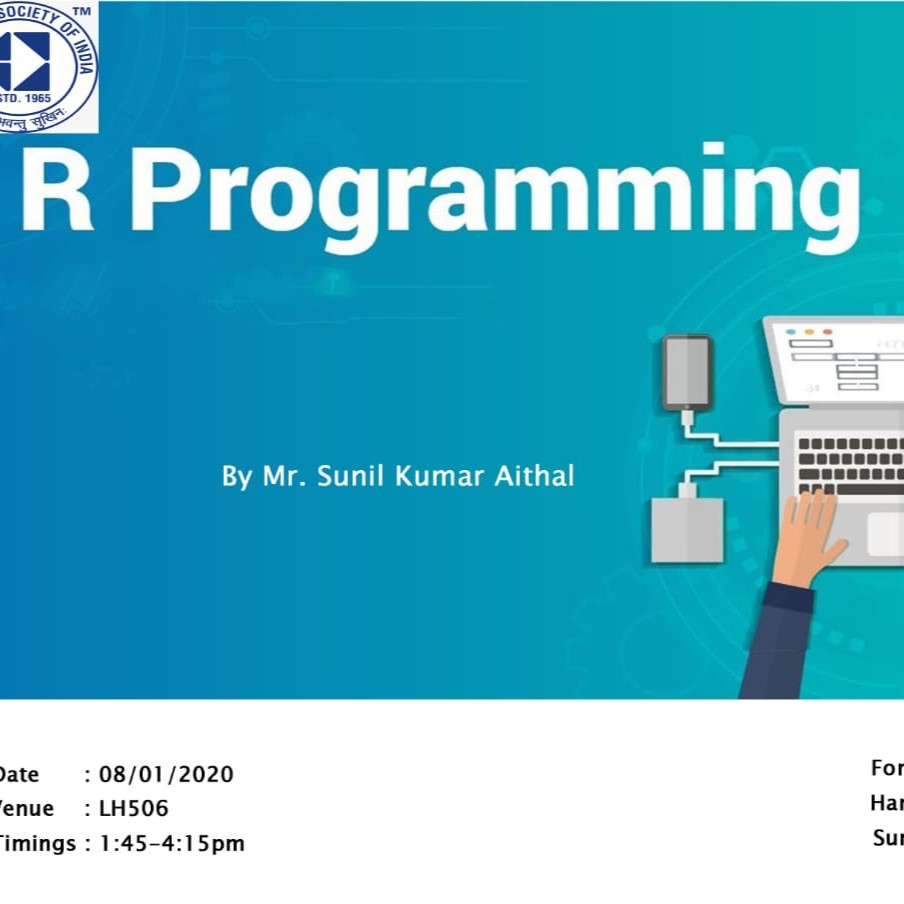 SOCIETY OF INDIA
TM
STD. 1965
भवन्तु सुखिनः
R Programming
By Mr. Sunil Kumar Aithal
Date : 08/01/2020
Venue : LH506
Timings : 1:45-4:15pm
For
Har
Sur